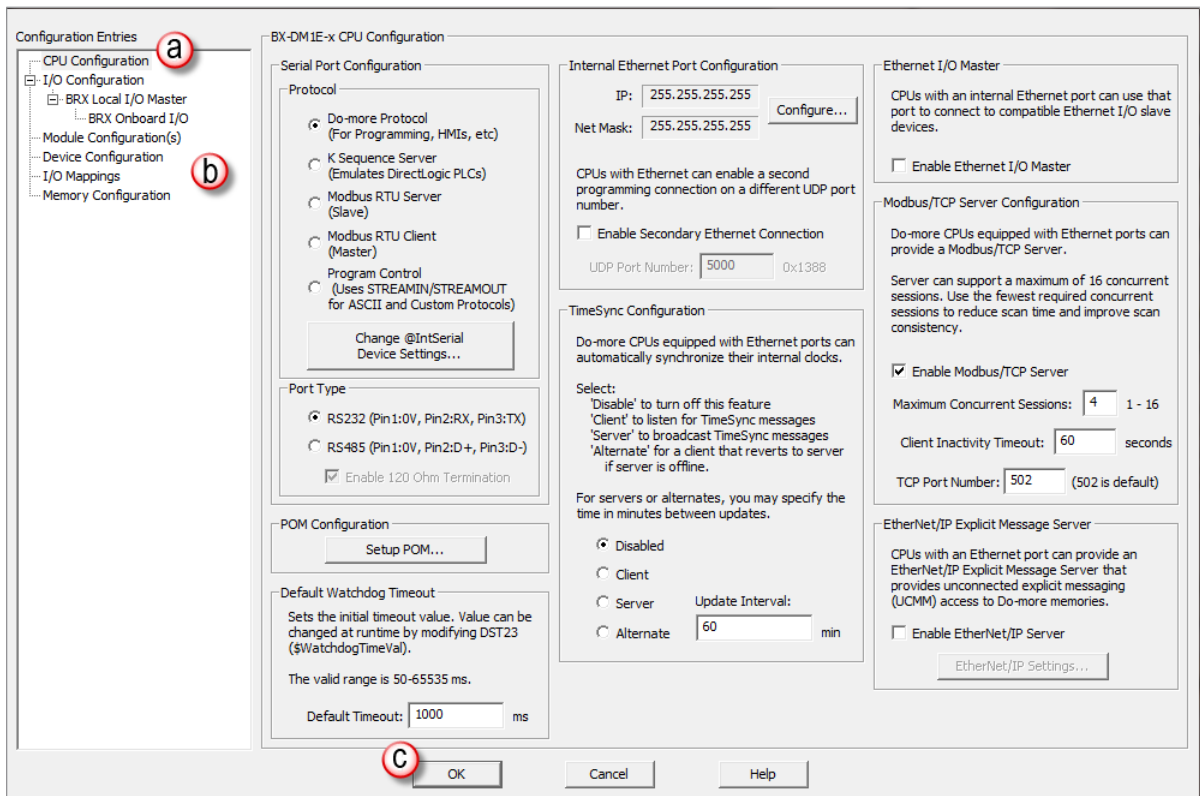 Configuration Entries
a
CPU Configuration
I/O Configuration
BRX Local I/O Master
BRX Onboard I/O
Module Configuration(s)
Device Configuration
b
I/O Mappings
Memory Configuration
BX-DM1E-x CPU Configuration
Serial Port Configuration
Protocol
Do-more Protocol
(For Programming, HMIs, etc)
K Sequence Server
(Emulates DirectLogic PLCs)
Modbus RTU Server
(Slave)
Modbus RTU Client
(Master)
Program Control
(Uses STREAMIN/STREAMOUT
for ASCII and Custom Protocols)
Change @IntSerial
Device Settings...
Port Type
RS232 (Pin1:0V, Pin2:RX, Pin3:TX)
RS485 (Pin1:0V, Pin2:D+, Pin3:D-)
Enable 120 Ohm Termination
POM Configuration
Setup POM...
Default Watchdog Timeout
Sets the initial timeout value. Value can be
changed at runtime by modifying DST23
($WatchdogTimeVal).
The valid range is 50-65535 ms.
Default Timeout: 1000 ms
Internal Ethernet Port Configuration
IP: 255.255.255.255
Configure...
Net Mask: 255.255.255.255
CPUs with Ethernet can enable a second
programming connection on a different UDP port
number.
Enable Secondary Ethernet Connection
UDP Port Number: 5000 0x1388
TimeSync Configuration
Do-more CPUs equipped with Ethernet ports can
automatically synchronize their internal clocks.
Select:
'Disable' to turn off this feature
'Client' to listen for TimeSync messages
'Server' to broadcast TimeSync messages
'Alternate' for a client that reverts to server
if server is offline.
For servers or alternates, you may specify the
time in minutes between updates.
Disabled
Client
Server Update Interval:
Alternate 60 min
Ethernet I/O Master
CPUs with an internal Ethernet port can use that
port to connect to compatible Ethernet I/O slave
devices.
Enable Ethernet I/O Master
Modbus/TCP Server Configuration
Do-more CPUs equipped with Ethernet ports can
provide a Modbus/TCP Server.
Server can support a maximum of 16 concurrent
sessions. Use the fewest required concurrent
sessions to reduce scan time and improve scan
consistency.
Enable Modbus/TCP Server
Maximum Concurrent Sessions: 4 1 - 16
Client Inactivity Timeout: 60 seconds
TCP Port Number: 502 (502 is default)
EtherNet/IP Explicit Message Server
CPUs with an Ethernet port can provide an
EtherNet/IP Explicit Message Server that
provides unconnected explicit messaging
(UCMM) access to Do-more memories.
Enable EtherNet/IP Server
EtherNet/IP Settings...
c
OK Cancel Help